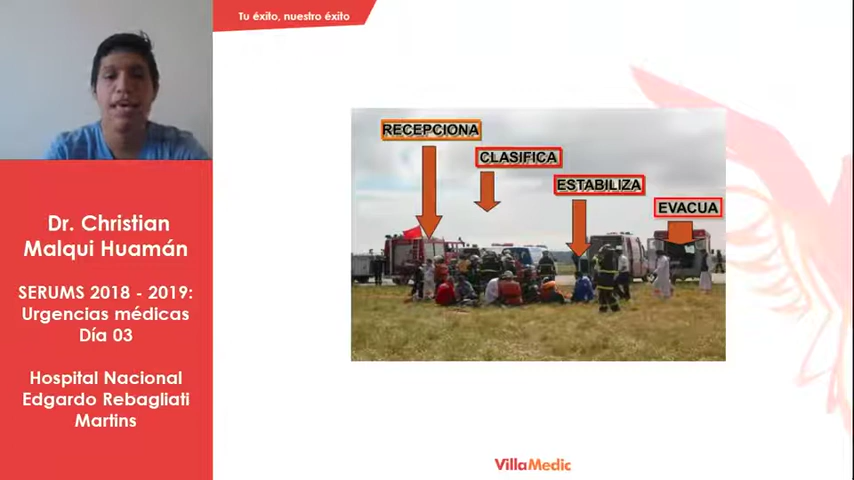 Tu éxito, nuestro éxito
RECEPCIONA
CLASIFICA
ESTABILIZA
EVACUA
Dr. Christian
Malqui Huamán
SERUMS 2018 - 2019:
Urgencias médicas
Día 03
Hospital Nacional
Edgardo Rebagliati
Martins
VillaMedic